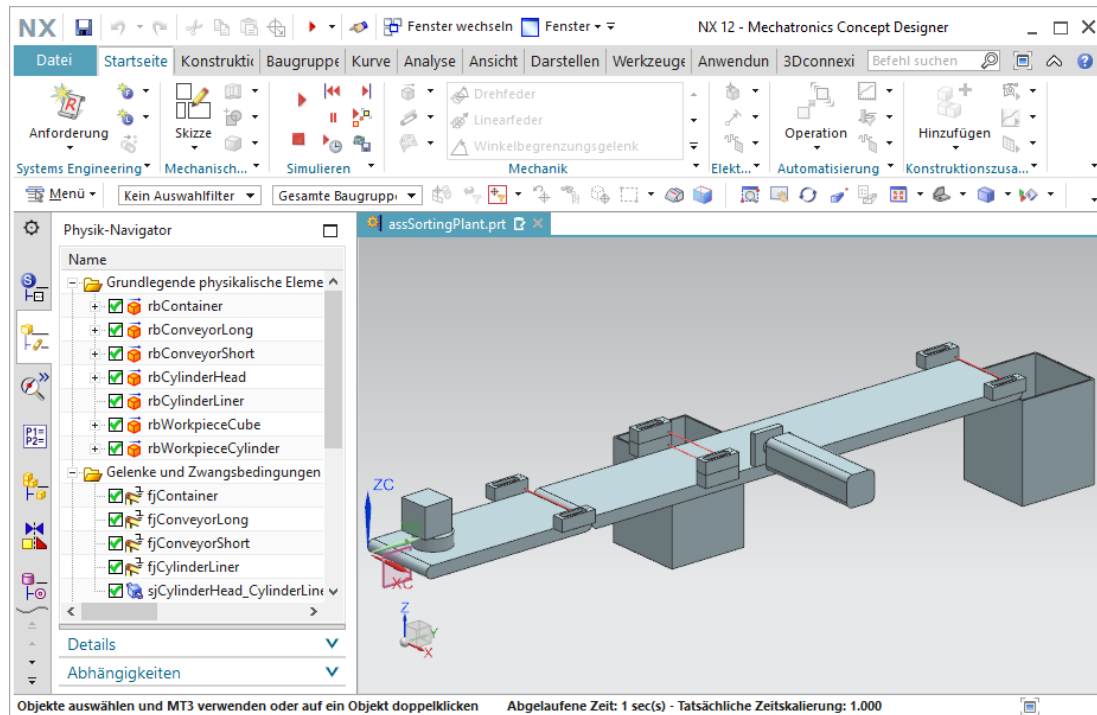 NX Fenster wechseln Fenster NX 12 - Mechatronics Concept Designer
Datei Startseite Konstruktic Baugruppe Kurve Analyse Ansicht Darstellen Werkzeuge Anwendun 3Dconnexi Befehl suchen
Drehfeder
Linearfeder
Anforderung Skizze Operation Hinzufügen
Winkelbegrenzungsgelenk
Systems Engineering Mechanisch... Simulieren Mechanik Elekt... Automatisierung Konstruktionszusa...
Menü Kein Auswahlfilter Gesamte Baugrupp
Physik-Navigator
assSortingPlant.prt
Name
Grundlegende physikalische Eleme
rbContainer
rbConveyorLong
rbConveyorShort
rbCylinderHead
rbCylinderLiner
P1=
P2=
rbWorkpieceCube
rbWorkpieceCylinder
Gelenke und Zwangsbedingungen
fjContainer
fjConveyorLong
fjConveyorShort
fjCylinderLiner
sjCylinderHead_CylinderLine
ZC
XC
Z
Y
X
Details
Abhängigkeiten
Objekte auswählen und MT3 verwenden oder auf ein Objekt doppelklicken Abgelaufene Zeit: 1 sec(s) - Tatsächliche Zeitskalierung: 1.000